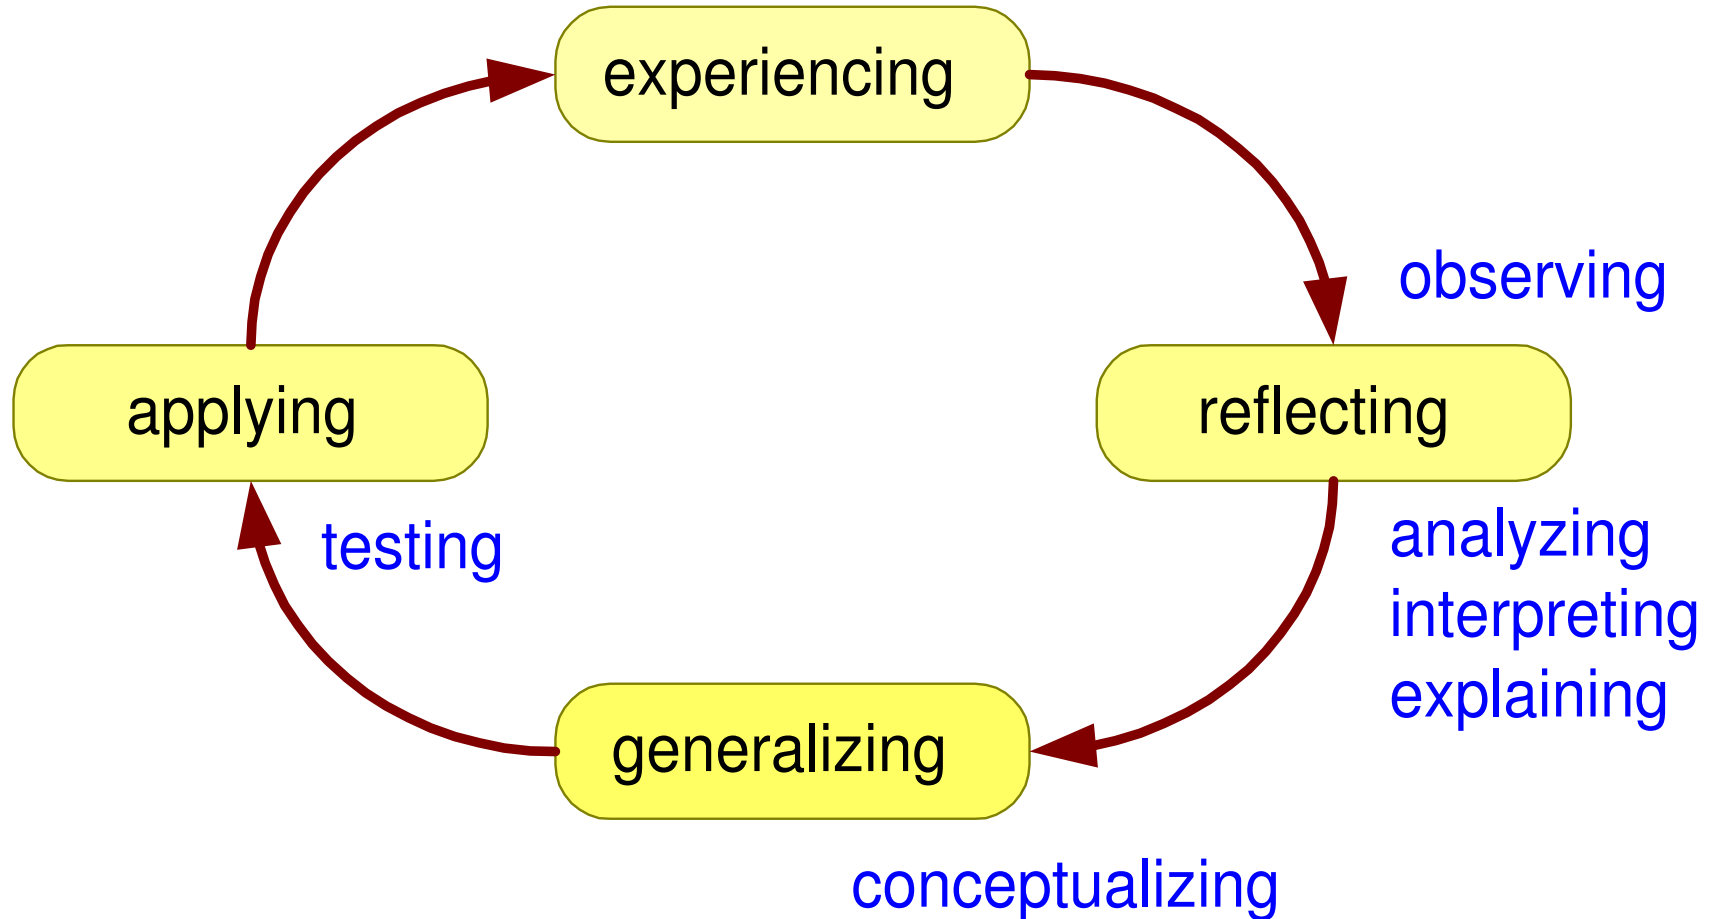 experiencing
observing
applying
reflecting
testing
analyzing
interpreting
explaining
generalizing
conceptualizing